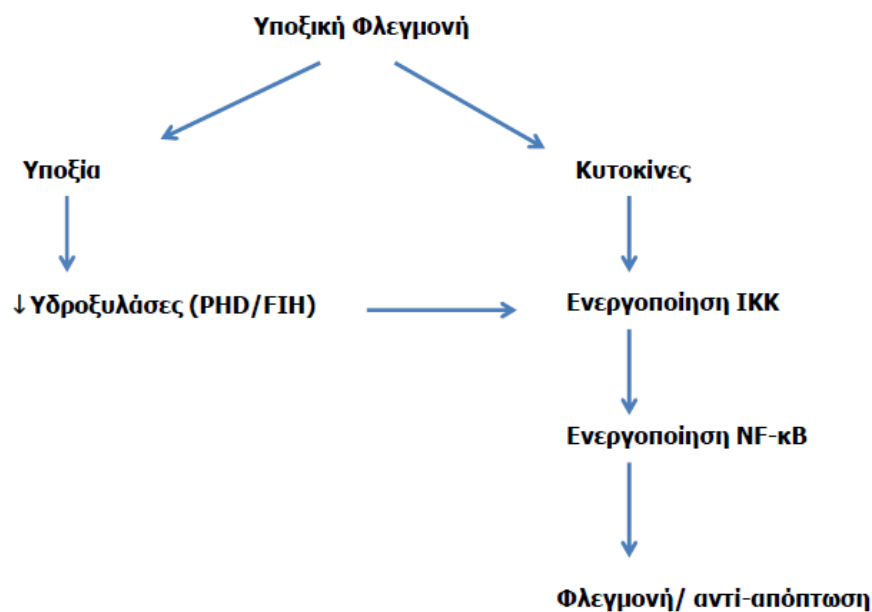 Υποξική Φλεγμονή
Υποξία
Κυτοκίνες
↓Υδροξυλάσες (PHD/FIH)
Ενεργοποίηση ΙΚΚ
Ενεργοποίηση NF-κB
Φλεγμονή/ αντί-απόπτωση